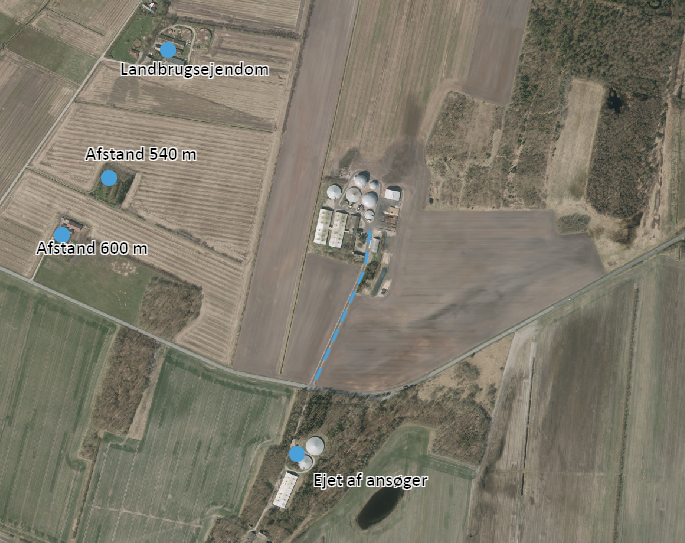 Landbrugsejendom
Afstand 540 m
Afstand 600 m
Ejet af ansøger